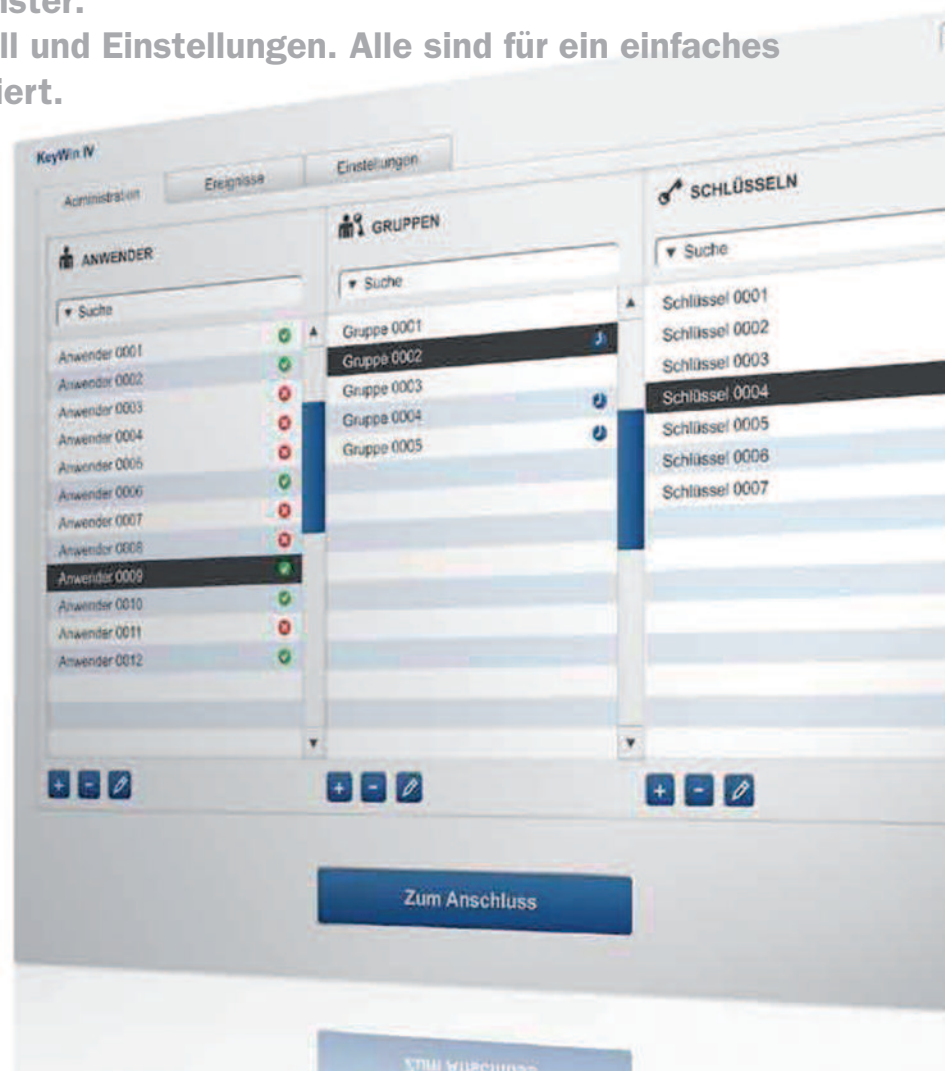 ister.
ll und Einstellungen. Alle sind für ein einfaches
iert.
KeyWin IV
Administration
Ereignisse
Einstellungen
ANWENDER
Suche
Anwender 0001
Anwender 0002
Anwender 0003
Anwender 0004
Anwender 0005
Anwender 0006
Anwender 0007
Anwender 0008
Anwender 0009
Anwender 0010
Anwender 0011
Anwender 0012
GRUPPEN
Suche
Gruppe 0001
Gruppe 0002
Gruppe 0003
Gruppe 0004
Gruppe 0005
SCHLÜSSELN
Suche
Schlüssel 0001
Schlüssel 0002
Schlüssel 0003
Schlüssel 0004
Schlüssel 0005
Schlüssel 0006
Schlüssel 0007
Zum Anschluss